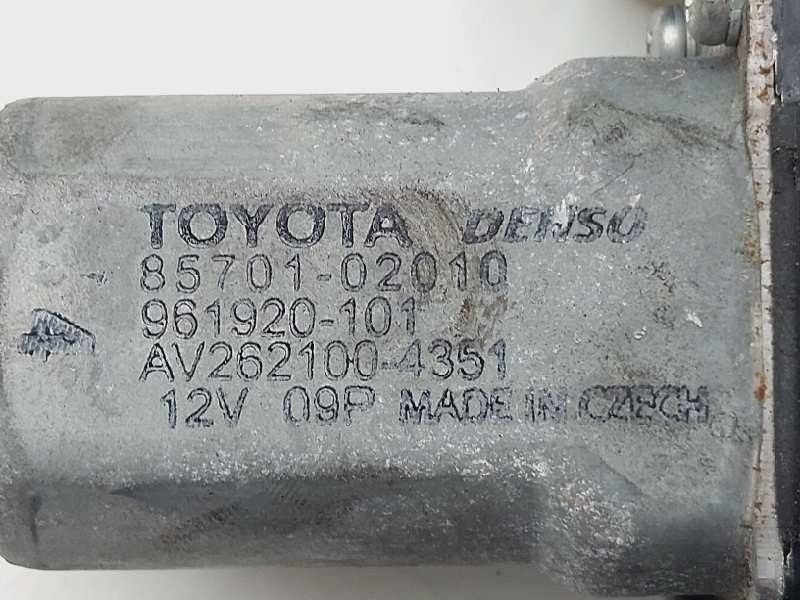 TOYOTA DENSO
85701-02010
961920-101
AV262100-4351
12V 09P MADE IN CZECH